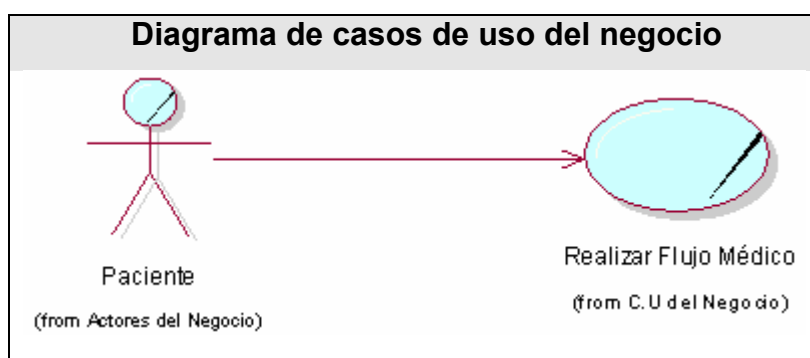 Diagrama de casos de uso del negocio
Paciente
(from Actores del Negocio)
Realizar Flujo Médico
(from C.U del Negocio)